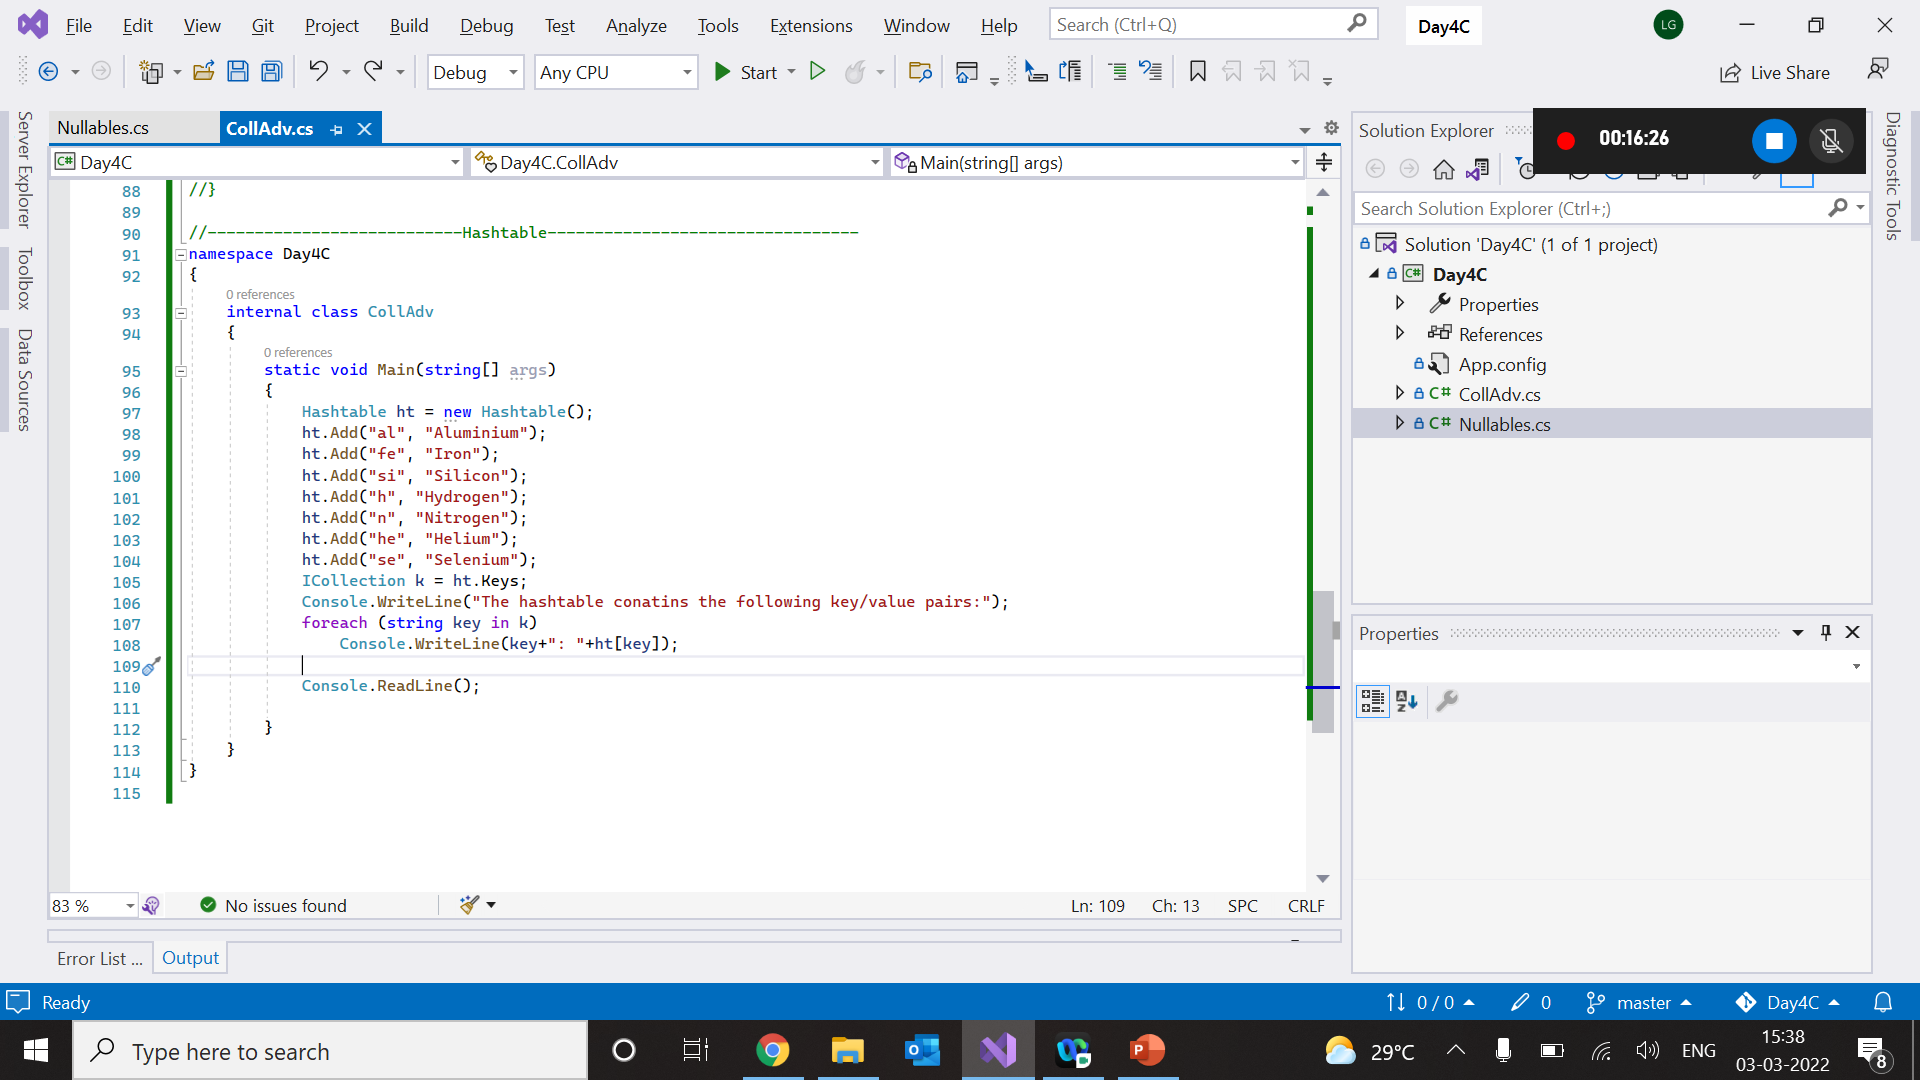 File Edit View Git Project Build Debug Test Analyze Tools Extensions Window Help Search (Ctrl+Q) Day4C LG
Debug Any CPU Start Live Share
Server Explorer
Toolbox
Data Sources
Nullables.cs CollAdv.cs
Day4C Day4C.CollAdv Main(string[] args)
88 //}
89
90 //---------------------------Hashtable---------------------------------
91 namespace Day4C
92 {
0 references
93 internal class CollAdv
94 {
0 references
95 static void Main(string[] args)
96 {
97 Hashtable ht = new Hashtable();
98 ht.Add("al", "Aluminium");
99 ht.Add("fe", "Iron");
100 ht.Add("si", "Silicon");
101 ht.Add("h", "Hydrogen");
102 ht.Add("n", "Nitrogen");
103 ht.Add("he", "Helium");
104 ht.Add("se", "Selenium");
105 ICollection k = ht.Keys;
106 Console.WriteLine("The hashtable conatins the following key/value pairs:");
107 foreach (string key in k)
108 Console.WriteLine(key+": "+ht[key]);
109
110 Console.ReadLine();
111
112 }
113 }
114 }
115
83 % No issues found Ln: 109 Ch: 13 SPC CRLF
Error List ... Output
Solution Explorer
00:16:26
Search Solution Explorer (Ctrl+;)
Solution 'Day4C' (1 of 1 project)
C# Day4C
Properties
References
App.config
C# CollAdv.cs
C# Nullables.cs
Properties
Diagnostic Tools
Ready 0 / 0 0 master Day4C
Type here to search 29°C ENG 15:38
03-03-2022 8